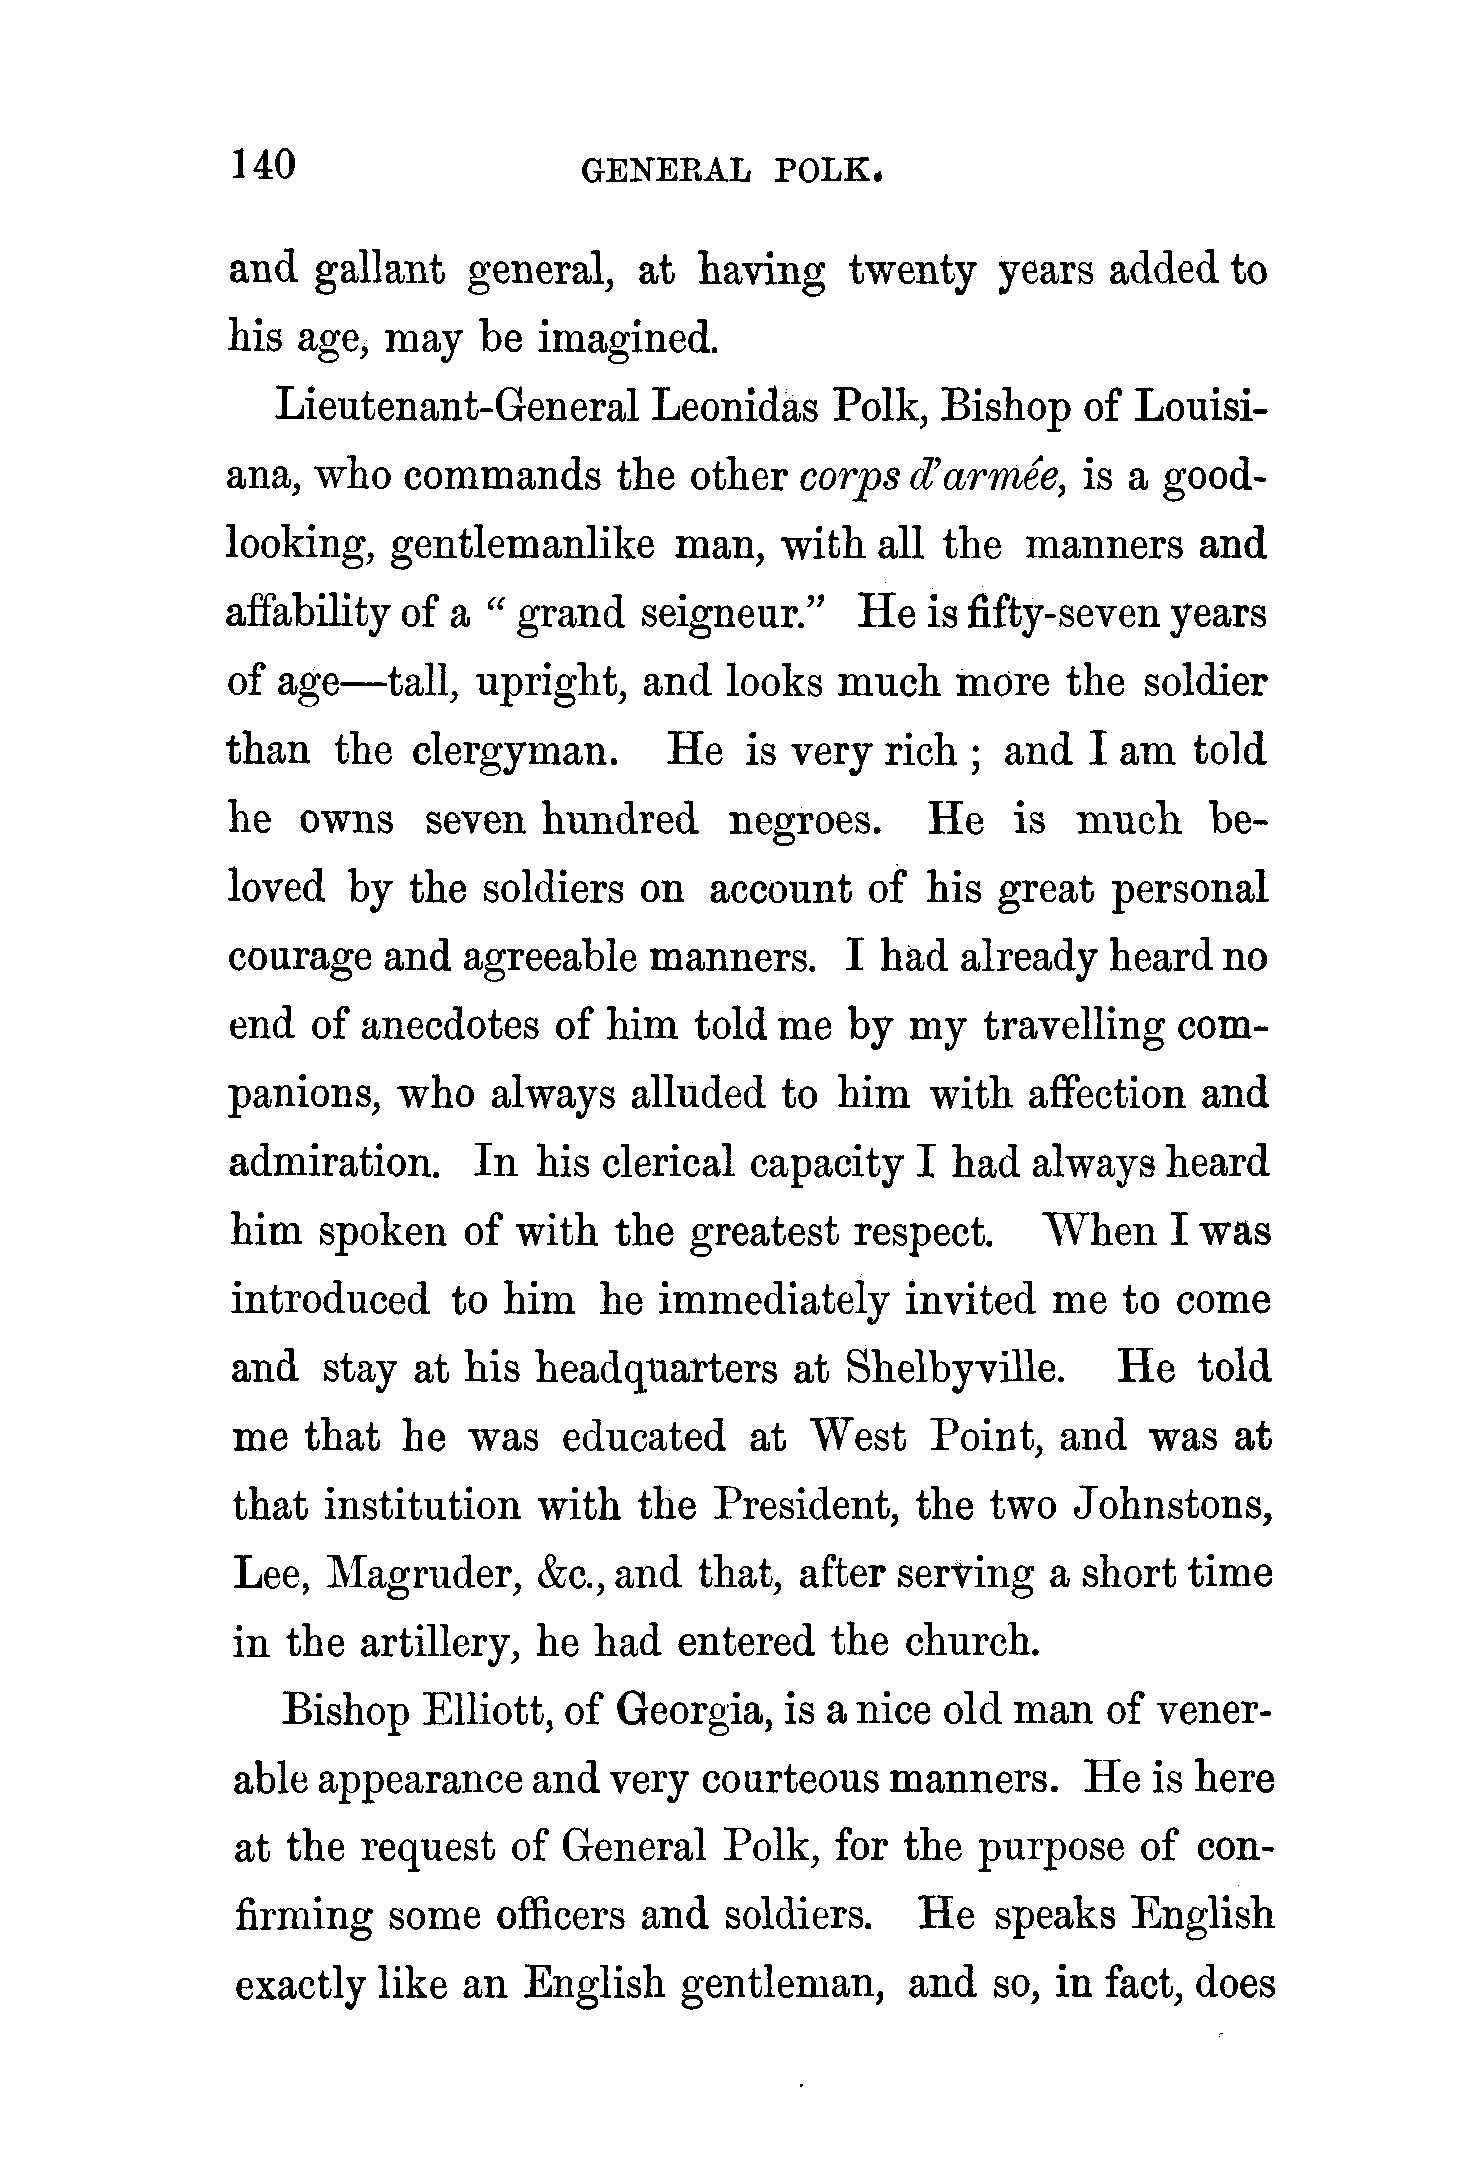 140 GENERAL POLK.
and gallant general, at having twenty years added to
his age, may be imagined.
Lieutenant-General Leonidas Polk, Bishop of Louisi-
ana, who commands the other corps d'armée, is a good-
looking, gentlemanlike man, with all the manners and
affability of a " grand seigneur." He is fifty-seven years
of age—tall, upright, and looks much more the soldier
than the clergyman. He is very rich ; and I am told
he owns seven hundred negroes. He is much be-
loved by the soldiers on account of his great personal
courage and agreeable manners. I had already heard no
end of anecdotes of him told me by my travelling com-
panions, who always alluded to him with affection and
admiration. In his clerical capacity I had always heard
him spoken of with the greatest respect. When I was
introduced to him he immediately invited me to come
and stay at his headquarters at Shelbyville. He told
me that he was educated at West Point, and was at
that institution with the President, the two Johnstons,
Lee, Magruder, &c., and that, after serving a short time
in the artillery, he had entered the church.
Bishop Elliott, of Georgia, is a nice old man of vener-
able appearance and very courteous manners. He is here
at the request of General Polk, for the purpose of con-
firming some officers and soldiers. He speaks English
exactly like an English gentleman, and so, in fact, does